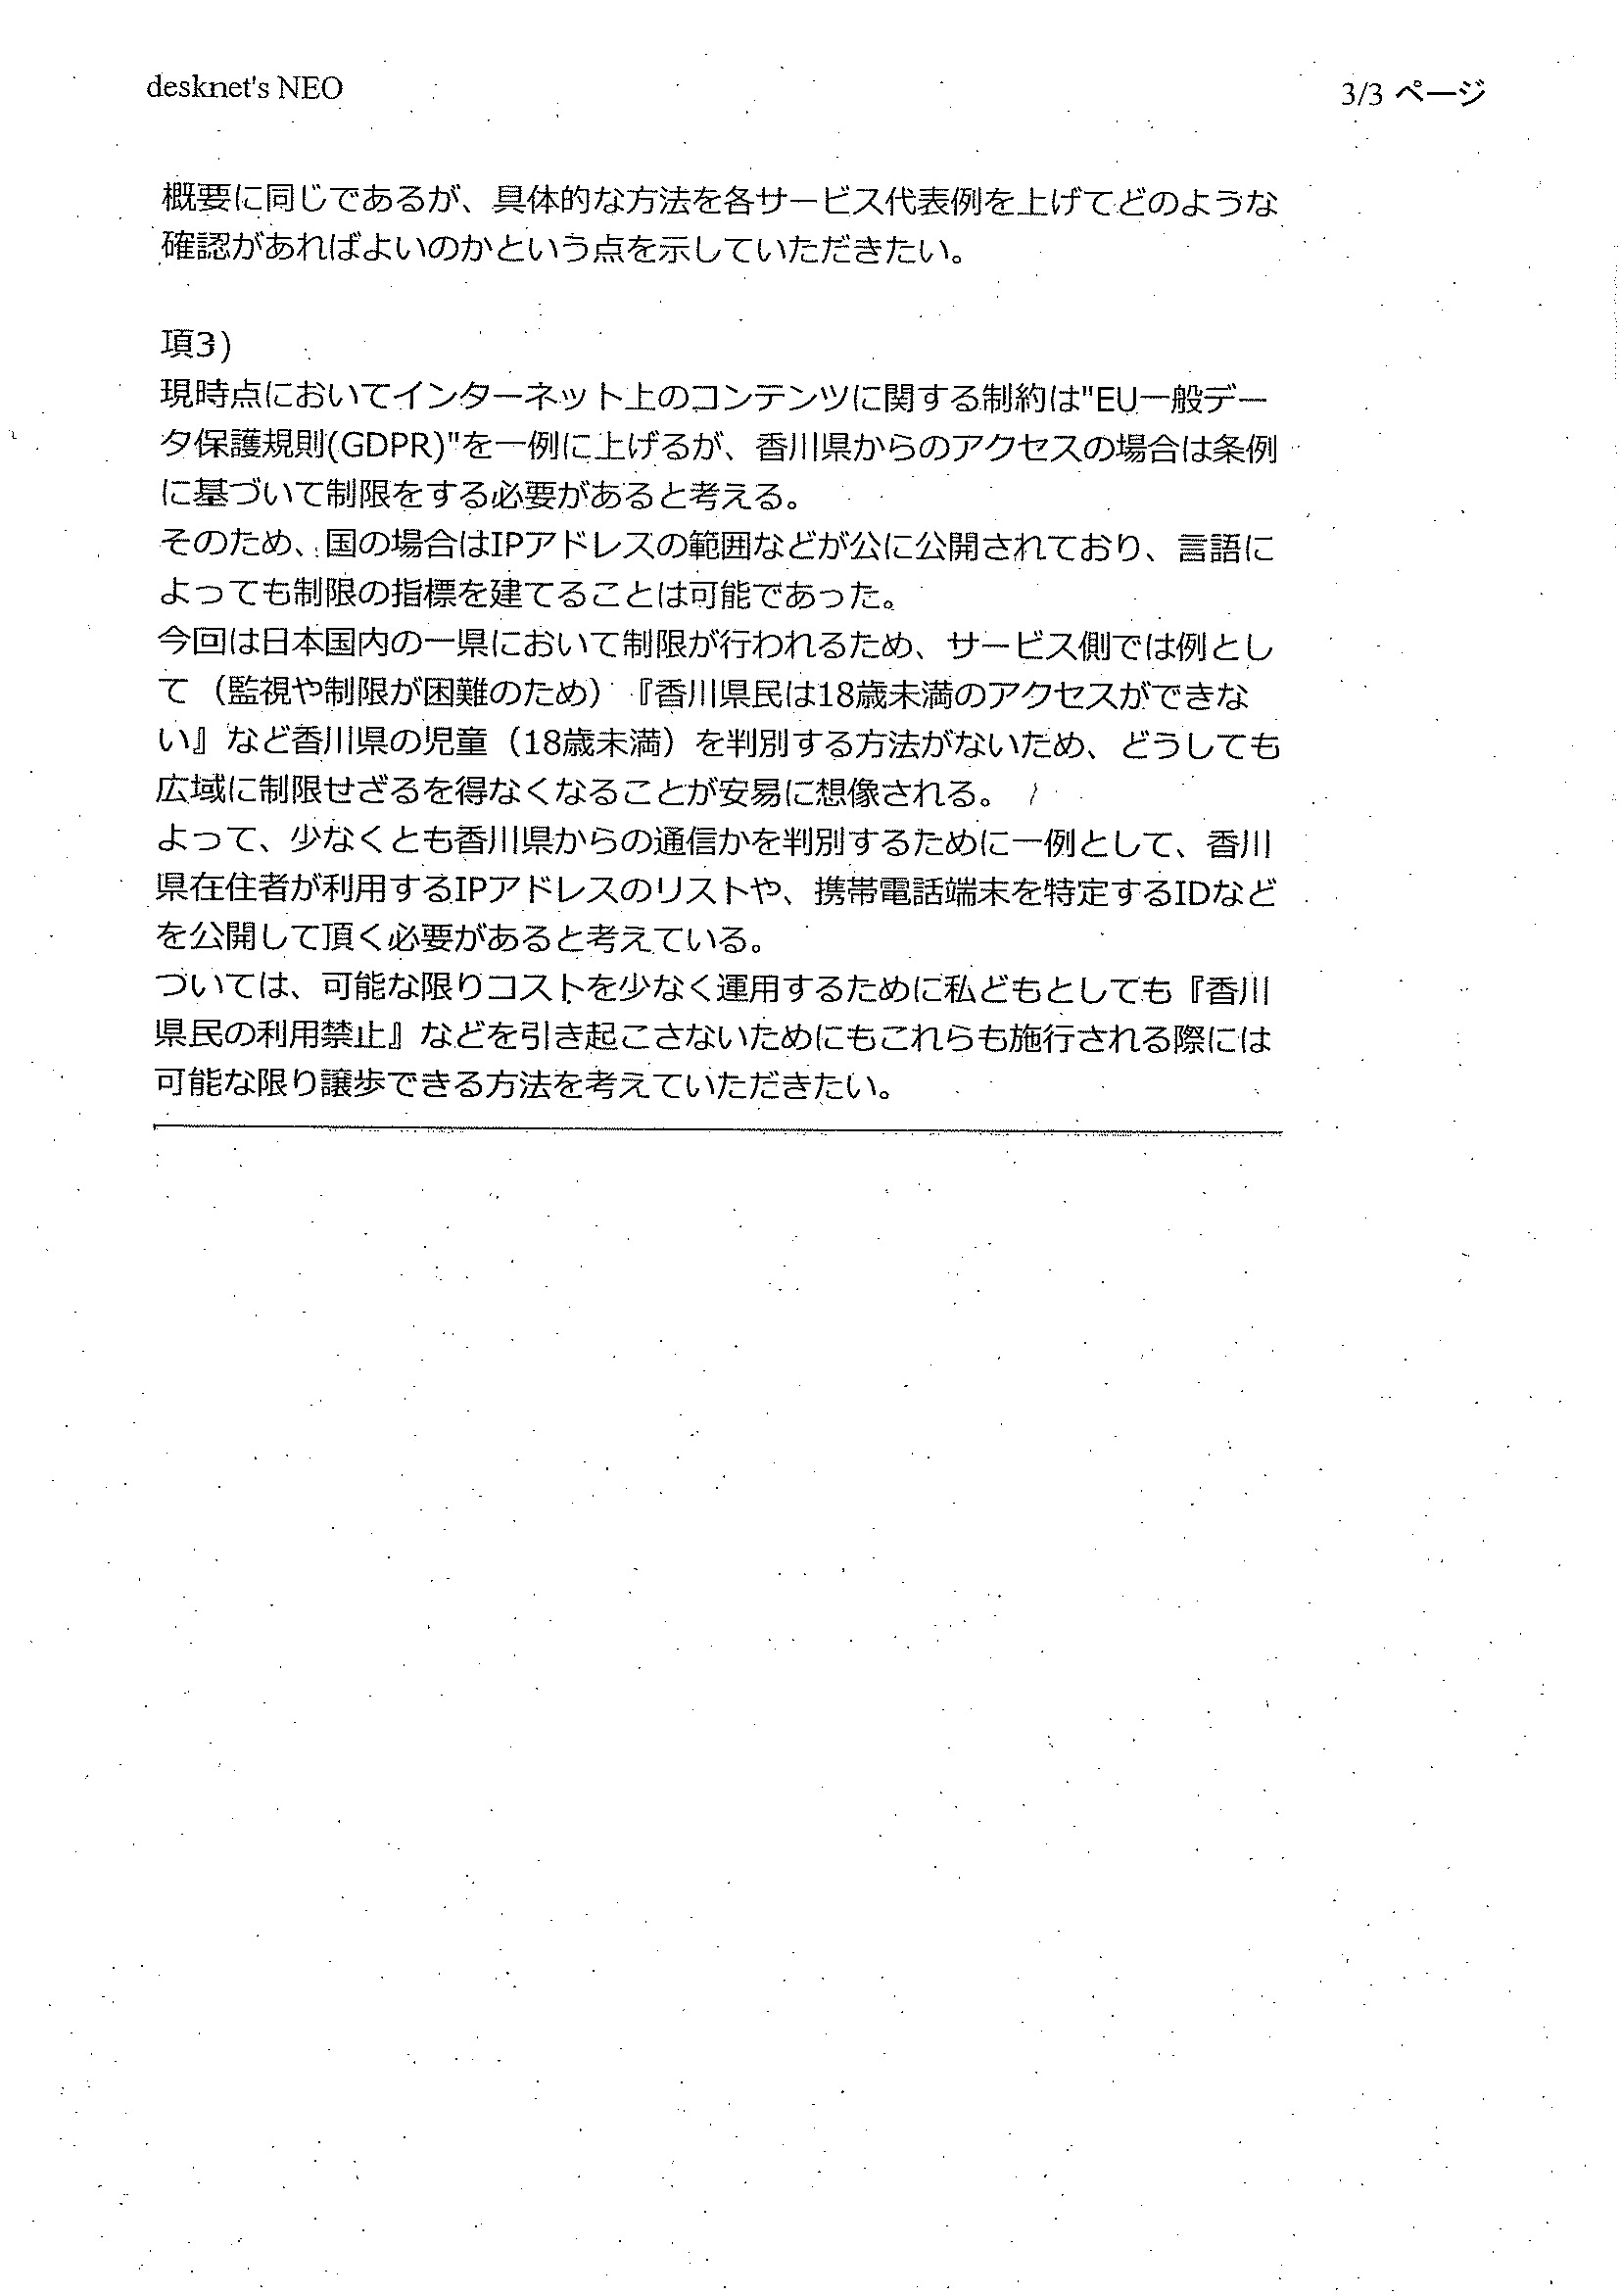 desknet's NEO
3/3 ページ
概要に同じであるが、具体的な方法を各サービス代表例を上げてどのような
確認があればよいのかという点を示していただきたい。
項3)
現時点においてインターネット上のコンテンツに関する制約は"EU一般デー
タ保護規則(GDPR)"を一例に上げるが、香川県からのアクセスの場合は条例
に基づいて制限をする必要があると考える。
そのため、国の場合はIPアドレスの範囲などが公に公開されており、言語に
よっても制限の指標を建てることは可能であった。
今回は日本国内の一県において制限が行われるため、サービス側では例とし
て（監視や制限が困難のため）『香川県民は18歳未満のアクセスができな
い』など香川県の児童（18歳未満）を判別する方法がないため、どうしても
広域に制限せざるを得なくなることが安易に想像される。
よって、少なくとも香川県からの通信かを判別するために一例として、香川
県在住者が利用するIPアドレスのリストや、携帯電話端末を特定するIDなど
を公開して頂く必要があると考えている。
ついては、可能な限りコストを少なく運用するために私どもとしても『香川
県民の利用禁止』などを引き起こさないためにもこれらも施行される際には
可能な限り譲歩できる方法を考えていただきたい。